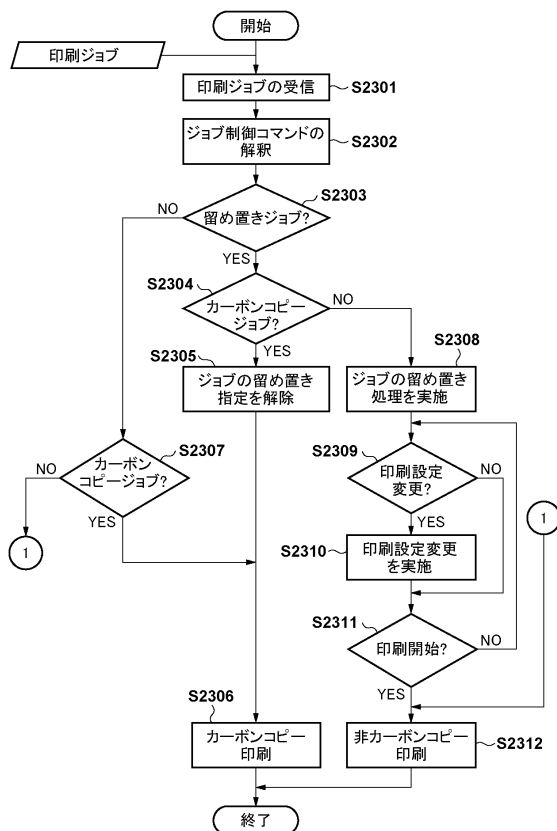 開始
印刷ジョブ
印刷ジョブの受信
S2301
ジョブ制御コマンドの
解釈
S2302
S2303
留め置きジョブ?
NO
YES
S2304
カーボンコピー
ジョブ?
NO
YES
S2305
ジョブの留め置き
指定を解除
S2308
ジョブの留め置き
処理を実施
S2307
カーボン
コピージョブ?
NO
YES
1
S2309
印刷設定
変更?
NO
YES
1
S2310
印刷設定変更
を実施
S2311
印刷開始?
NO
YES
S2306
カーボンコピー
印刷
非カーボンコピー
印刷
S2312
終了